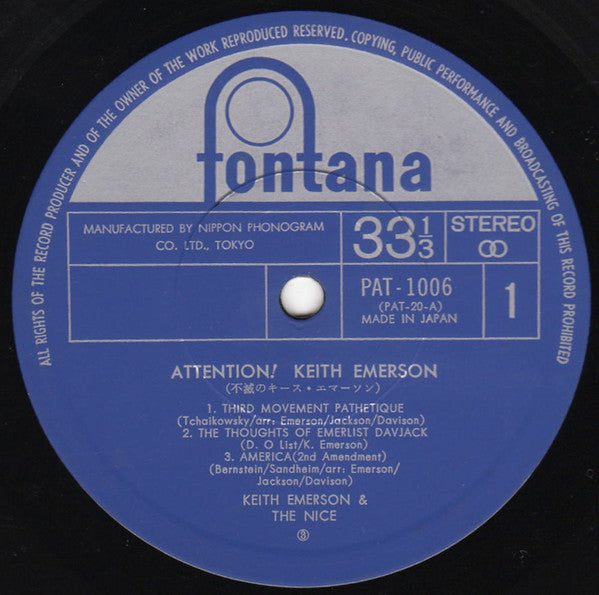 ALL RIGHTS OF THE RECORD PRODUCER AND OF THE OWNER OF THE WORK REPRODUCED RESERVED. COPYING, PUBLIC PERFORMANCE AND BROADCASTING OF THIS RECORD PROHIBITED
fontana
MANUFACTURED BY NIPPON PHONOGRAM
CO. LTD., TOKYO
33 1/3
STEREO
PAT-1006
(PAT-20-A)
MADE IN JAPAN
1
ATTENTION! KEITH EMERSON
(不滅のキース・エマーソン)
1. THIRD MOVEMENT PATHETIQUE
(Tchaikowsky/arr: Emerson/Jackson/Davison)
2. THE THOUGHTS OF EMERLIST DAVJACK
(D. O List/K. Emerson)
3. AMERICA(2nd Amendment)
(Bernstein/Sandheim/arr: Emerson/
Jackson/Davison)
KEITH EMERSON &
THE NICE